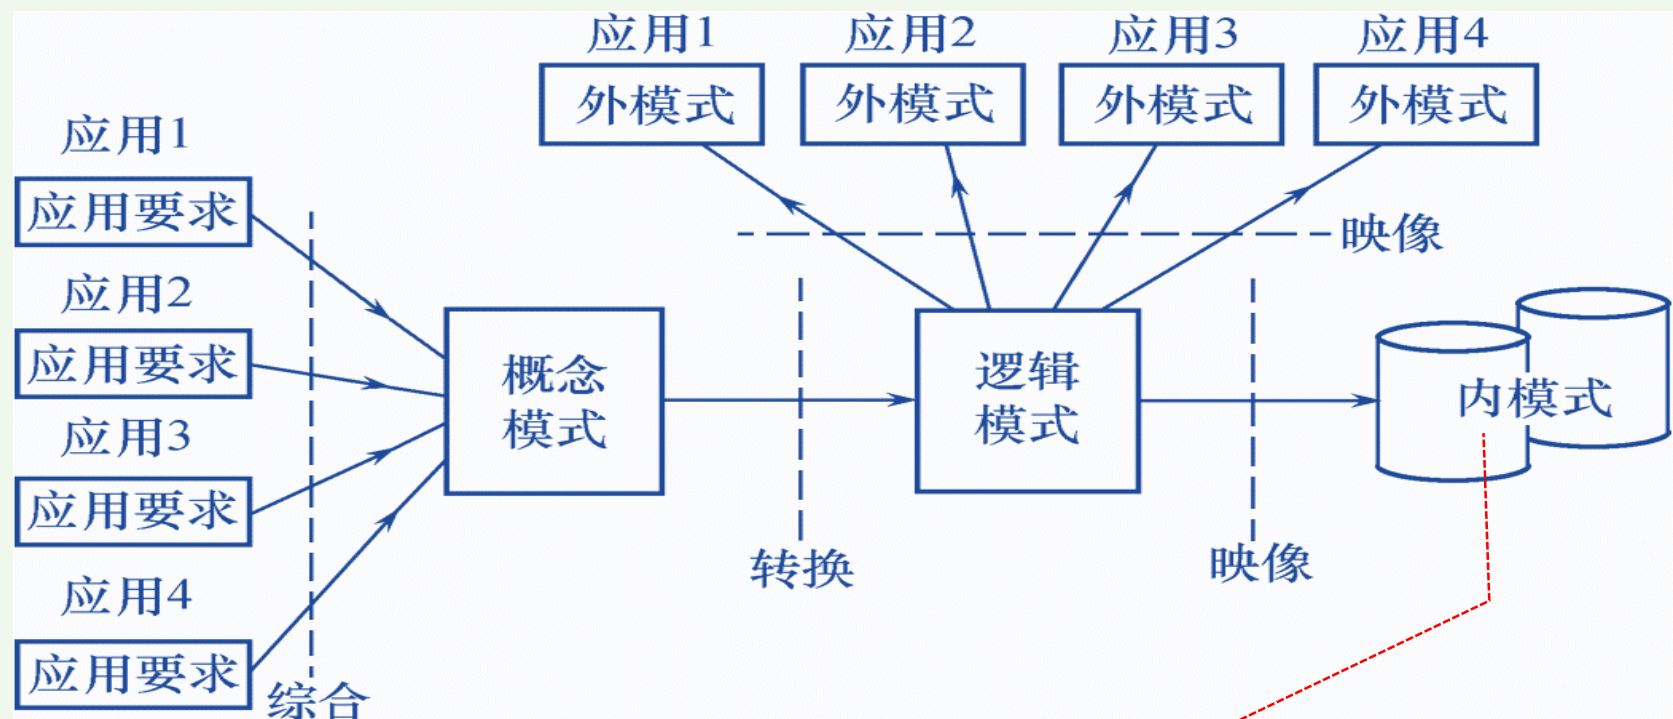 应用1
应用2
应用3
应用4
外模式
外模式
外模式
外模式
映像
应用1
应用要求
应用2
应用要求
应用3
应用要求
应用4
应用要求
综合
概念
模式
转换
逻辑
模式
映像
内模式